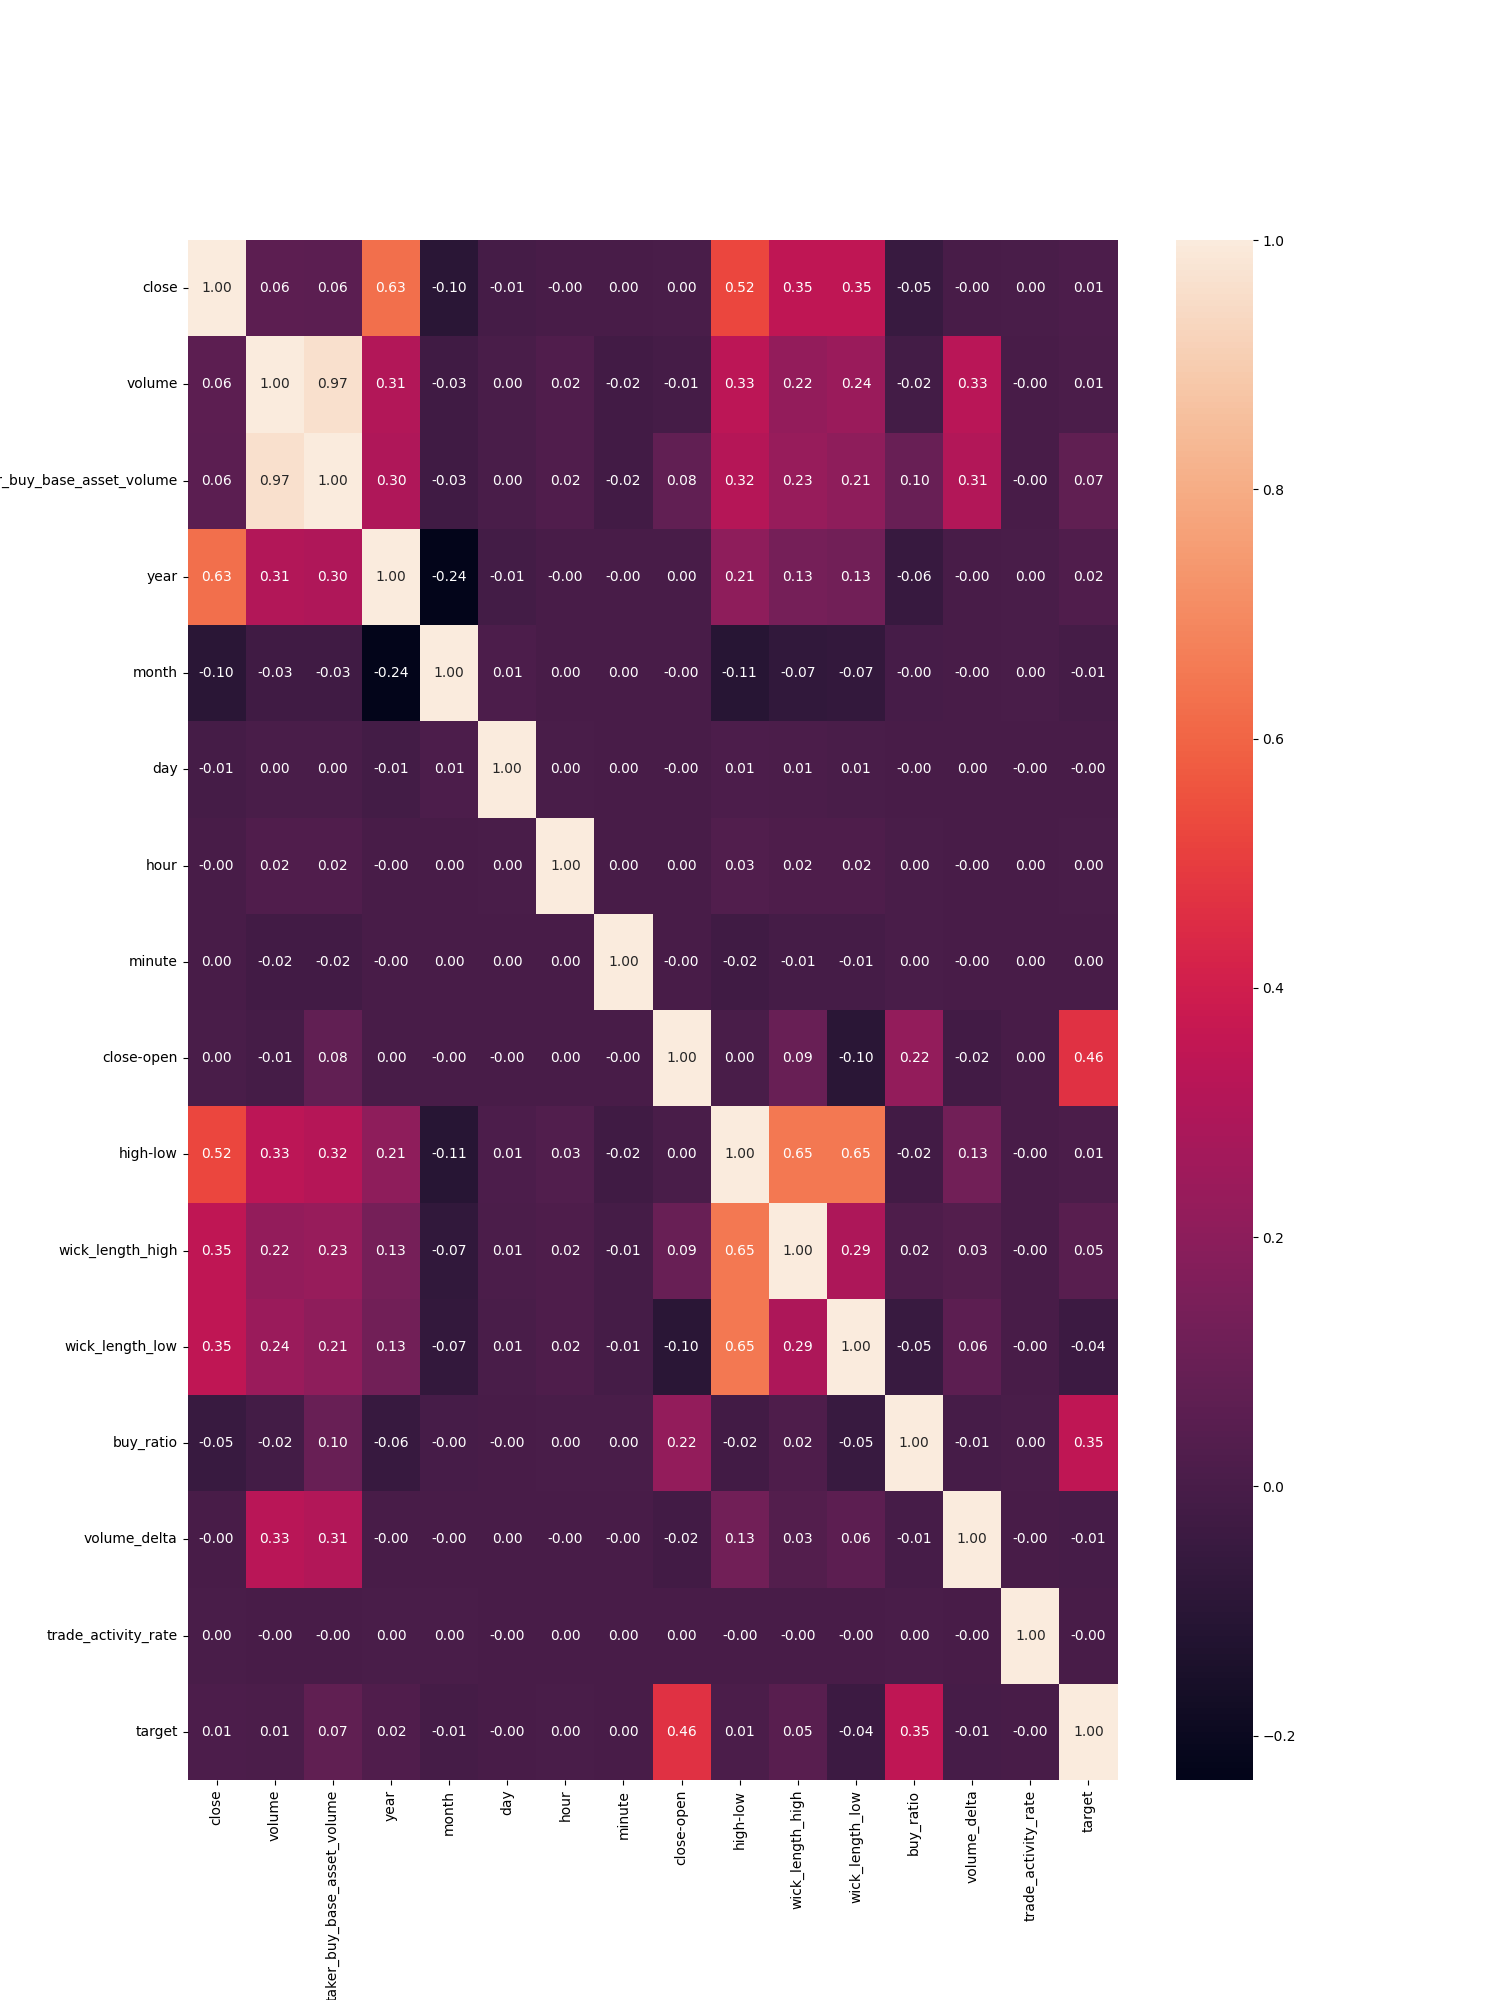 close 1.00 0.06 0.06 0.63 -0.10 -0.01 -0.00 0.00 0.00 0.52 0.35 0.35 -0.05 -0.00 0.00 0.01
volume 0.06 1.00 0.97 0.31 -0.03 0.00 0.02 -0.02 -0.01 0.33 0.22 0.24 -0.02 0.33 -0.00 0.01
r_buy_base_asset_volume 0.06 0.97 1.00 0.30 -0.03 0.00 0.02 -0.02 0.08 0.32 0.23 0.21 0.10 0.31 -0.00 0.07
year 0.63 0.31 0.30 1.00 -0.24 -0.01 -0.00 -0.00 0.00 0.21 0.13 0.13 -0.06 -0.00 0.00 0.02
month -0.10 -0.03 -0.03 -0.24 1.00 0.01 0.00 0.00 -0.00 -0.11 -0.07 -0.07 -0.00 -0.00 0.00 -0.01
day -0.01 0.00 0.00 -0.01 0.01 1.00 0.00 0.00 -0.00 0.01 0.01 0.01 -0.00 0.00 -0.00 -0.00
hour -0.00 0.02 0.02 -0.00 0.00 0.00 1.00 0.00 0.00 0.03 0.02 0.02 0.00 -0.00 0.00 0.00
minute 0.00 -0.02 -0.02 -0.00 0.00 0.00 0.00 1.00 -0.00 -0.02 -0.01 -0.01 0.00 -0.00 0.00 0.00
close-open 0.00 -0.01 0.08 0.00 -0.00 -0.00 0.00 -0.00 1.00 0.00 0.09 -0.10 0.22 -0.02 0.00 0.46
high-low 0.52 0.33 0.32 0.21 -0.11 0.01 0.03 -0.02 0.00 1.00 0.65 0.65 -0.02 0.13 -0.00 0.01
wick_length_high 0.35 0.22 0.23 0.13 -0.07 0.01 0.02 -0.01 0.09 0.65 1.00 0.29 0.02 0.03 -0.00 0.05
wick_length_low 0.35 0.24 0.21 0.13 -0.07 0.01 0.02 -0.01 -0.10 0.65 0.29 1.00 -0.05 0.06 -0.00 -0.04
buy_ratio -0.05 -0.02 0.10 -0.06 -0.00 -0.00 0.00 0.00 0.22 -0.02 0.02 -0.05 1.00 -0.01 0.00 0.35
volume_delta -0.00 0.33 0.31 -0.00 -0.00 0.00 -0.00 -0.00 -0.02 0.13 0.03 0.06 -0.01 1.00 -0.00 -0.01
trade_activity_rate 0.00 -0.00 -0.00 0.00 0.00 -0.00 0.00 0.00 0.00 -0.00 -0.00 -0.00 0.00 -0.00 1.00 -0.00
target 0.01 0.01 0.07 0.02 -0.01 -0.00 0.00 0.00 0.46 0.01 0.05 -0.04 0.35 -0.01 -0.00 1.00
close
volume
taker_buy_base_asset_volume
year
month
day
hour
minute
close-open
high-low
wick_length_high
wick_length_low
buy_ratio
volume_delta
trade_activity_rate
target
1.0
0.8
0.6
0.4
0.2
0.0
−0.2